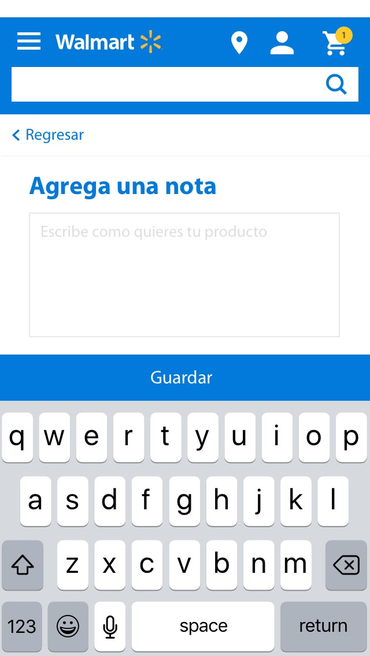 Walmart
1
Regresar
Agrega una nota
Escribe como quieres tu producto
Guardar
q w e r t y u i o p
a s d f g h j k l
z x c v b n m
123 space return